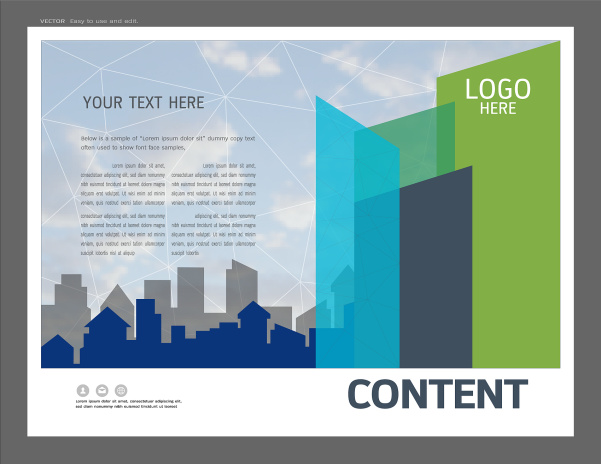 VECTOR Easy to use and edit.
YOUR TEXT HERE
Below is a sample of "Lorem ipsum dolor sit" dummy copy text
often used to show font face samples,
Lorem ipsum dolor sit amet,
consectetuer adipiscing elit, sed diam nonummy
nibh euismod tincidunt ut laoreet dolore magna
aliquam erat volutpat. Ut wisi enim ad minim
veniam, quis nostrud exerci tation ullamcorper
consectetuer adipiscing elit, sed diam nonummy
nibh euismod tincidunt ut laoreet dolore magna
aliquam erat volutpat. Ut wisi enim ad minim
veniam, quis nostrud exerci tation ullamcorper
suscipit lobortis nisl ut aliquip
Lorem ipsum dolor sit amet,
consectetuer adipiscing elit, sed diam nonummy
nibh euismod tincidunt ut laoreet dolore magna
aliquam erat volutpat. Ut wisi enim ad minim
veniam, quis nostrud exerci tation ullamcorper
adipiscing elit, sed diam nonummy
nibh euismod tincidunt ut laoreet dolore magna
aliquam erat volutpat. Ut wisi enim ad minim
veniam, quis nostrud exerci tation ullamcorper
suscipit lobortis
LOGO
HERE
CONTENT
Lorem ipsum dolor sit amet, consectetuer adipiscing elit,
sed diam nonummy nibh euismod tincidunt ut laoreet